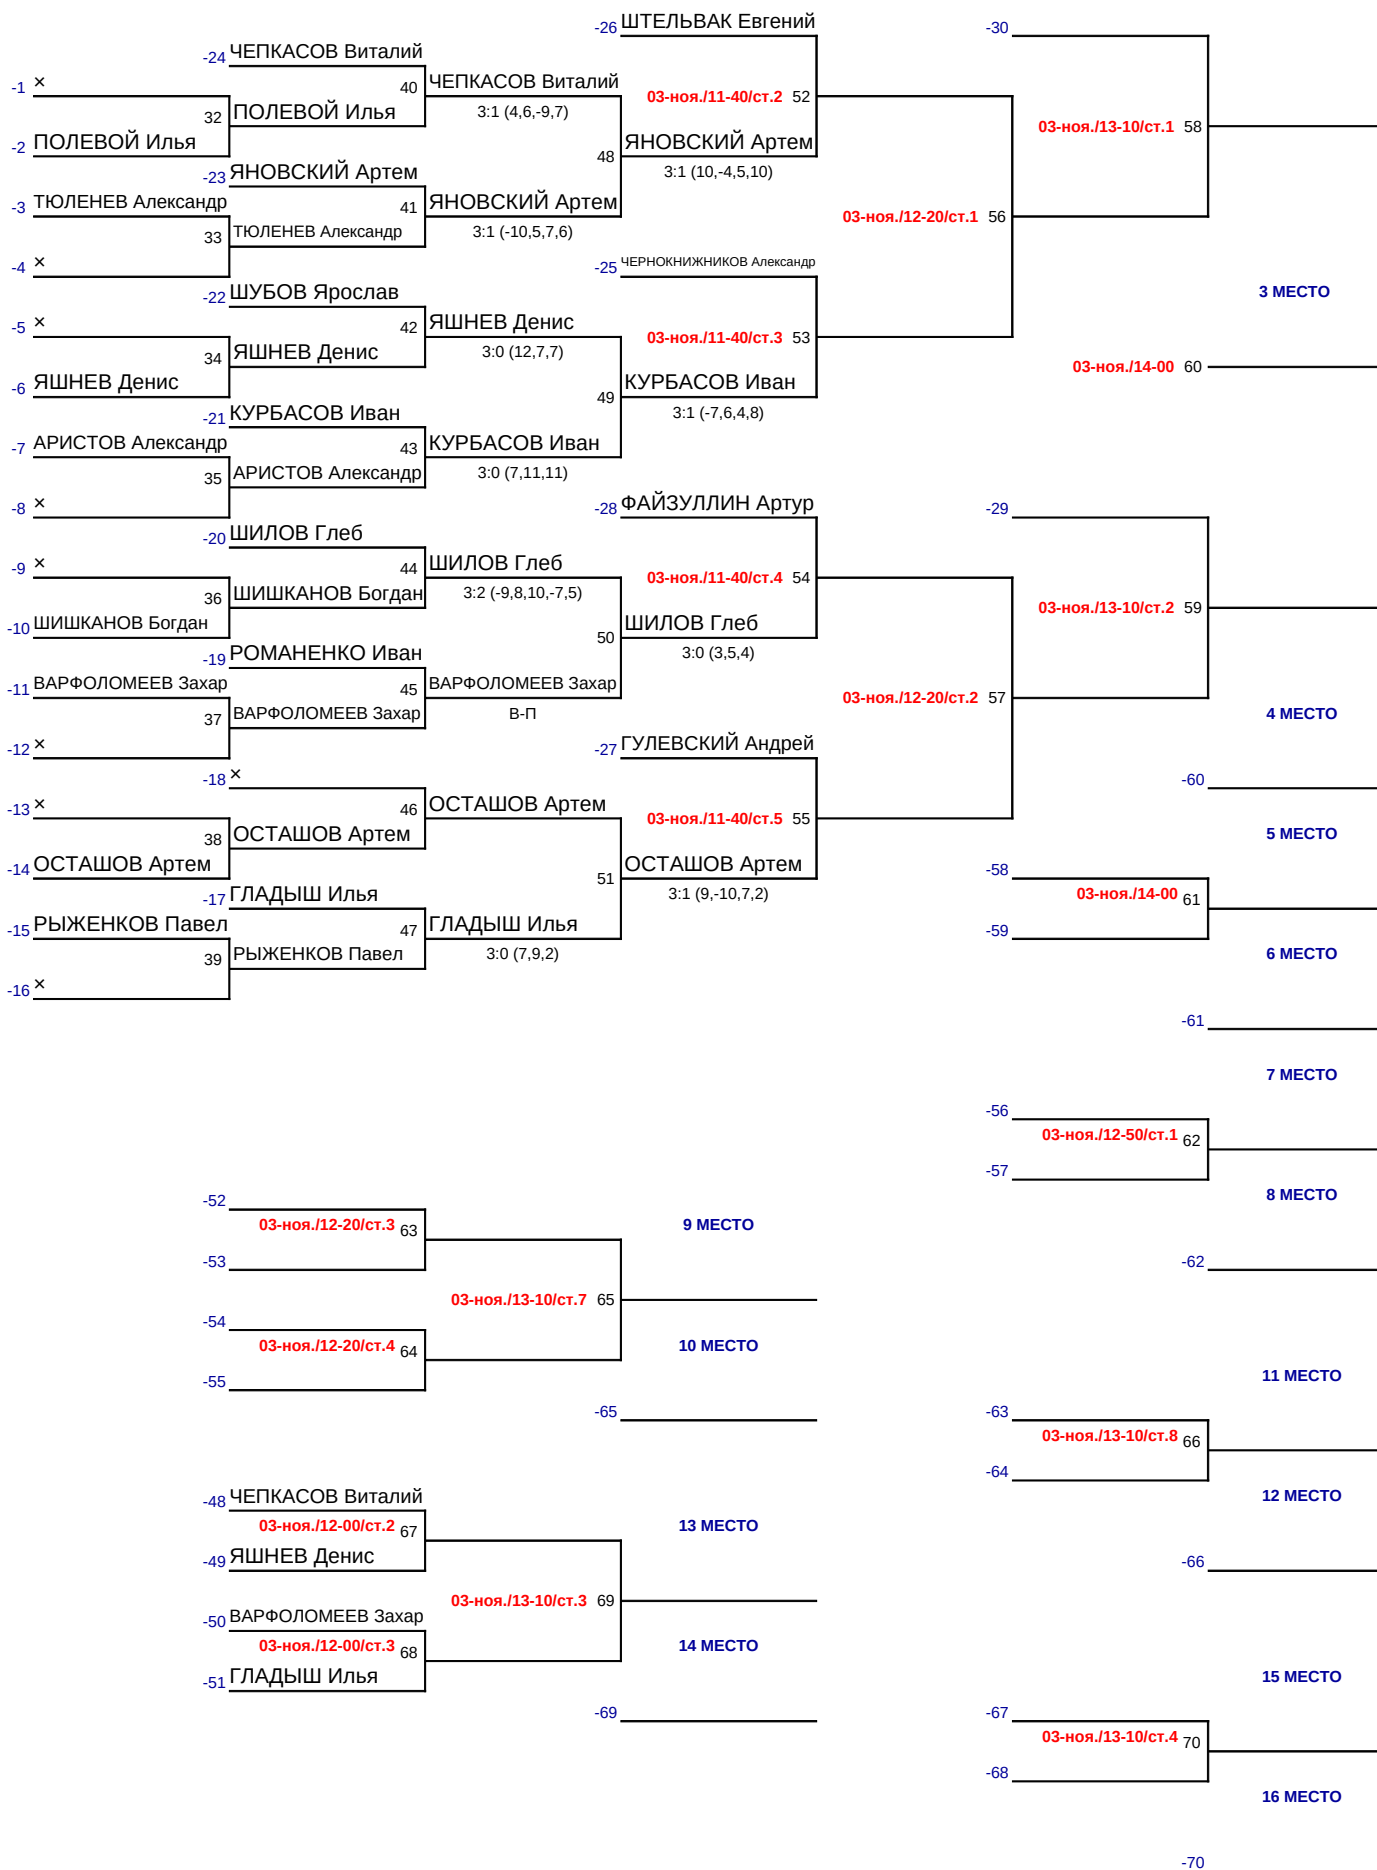 -26 ШТЕЛЬВАК Евгений
-30
-24 ЧЕПКАСОВ Виталий
-1 ×
40 ЧЕПКАСОВ Виталий
03-ноя./11-40/ст.2 52
32 ПОЛЕВОЙ Илья
3:1 (4,6,-9,7)
03-ноя./13-10/ст.1 58
-2 ПОЛЕВОЙ Илья
48 ЯНОВСКИЙ Артем
-23 ЯНОВСКИЙ Артем
3:1 (10,-4,5,10)
-3 ТЮЛЕНЕВ Александр
41 ЯНОВСКИЙ Артем
03-ноя./12-20/ст.1 56
33 ТЮЛЕНЕВ Александр
3:1 (-10,5,7,6)
-4 ×
-25 ЧЕРНОКНИЖНИКОВ Александр
-22 ШУБОВ Ярослав
3 МЕСТО
-5 ×
42 ЯШНЕВ Денис
03-ноя./11-40/ст.3 53
34 ЯШНЕВ Денис
3:0 (12,7,7)
03-ноя./14-00 60
-6 ЯШНЕВ Денис
49 КУРБАСОВ Иван
-21 КУРБАСОВ Иван
3:1 (-7,6,4,8)
-7 АРИСТОВ Александр
43 КУРБАСОВ Иван
35 АРИСТОВ Александр
3:0 (7,11,11)
-8 ×
-28 ФАЙЗУЛЛИН Артур
-29
-20 ШИЛОВ Глеб
-9 ×
44 ШИЛОВ Глеб
03-ноя./11-40/ст.4 54
36 ШИШКАНОВ Богдан
3:2 (-9,8,10,-7,5)
03-ноя./13-10/ст.2 59
-10 ШИШКАНОВ Богдан
50 ШИЛОВ Глеб
-19 РОМАНЕНКО Иван
3:0 (3,5,4)
-11 ВАРФОЛОМЕЕВ Захар
45 ВАРФОЛОМЕЕВ Захар
03-ноя./12-20/ст.2 57
37 ВАРФОЛОМЕЕВ Захар
В-П
4 МЕСТО
-12 ×
-27 ГУЛЕВСКИЙ Андрей
-18 ×
-60
-13 ×
46 ОСТАШОВ Артем
03-ноя./11-40/ст.5 55
38 ОСТАШОВ Артем
5 МЕСТО
-14 ОСТАШОВ Артем
51 ОСТАШОВ Артем
-58
-17 ГЛАДЫШ Илья
3:1 (9,-10,7,2)
03-ноя./14-00 61
-15 РЫЖЕНКОВ Павел
47 ГЛАДЫШ Илья
-59
39 РЫЖЕНКОВ Павел
3:0 (7,9,2)
6 МЕСТО
-16 ×
-61
7 МЕСТО
-56
03-ноя./12-50/ст.1 62
-57
-52
8 МЕСТО
03-ноя./12-20/ст.3 63
9 МЕСТО
-53
-62
03-ноя./13-10/ст.7 65
-54
03-ноя./12-20/ст.4 64
10 МЕСТО
-55
11 МЕСТО
-65
-63
03-ноя./13-10/ст.8 66
-64
-48 ЧЕПКАСОВ Виталий
12 МЕСТО
03-ноя./12-00/ст.2 67
13 МЕСТО
-49 ЯШНЕВ Денис
-66
03-ноя./13-10/ст.3 69
-50 ВАРФОЛОМЕЕВ Захар
03-ноя./12-00/ст.3 68
14 МЕСТО
-51 ГЛАДЫШ Илья
15 МЕСТО
-69
-67
03-ноя./13-10/ст.4 70
-68
16 МЕСТО
-70